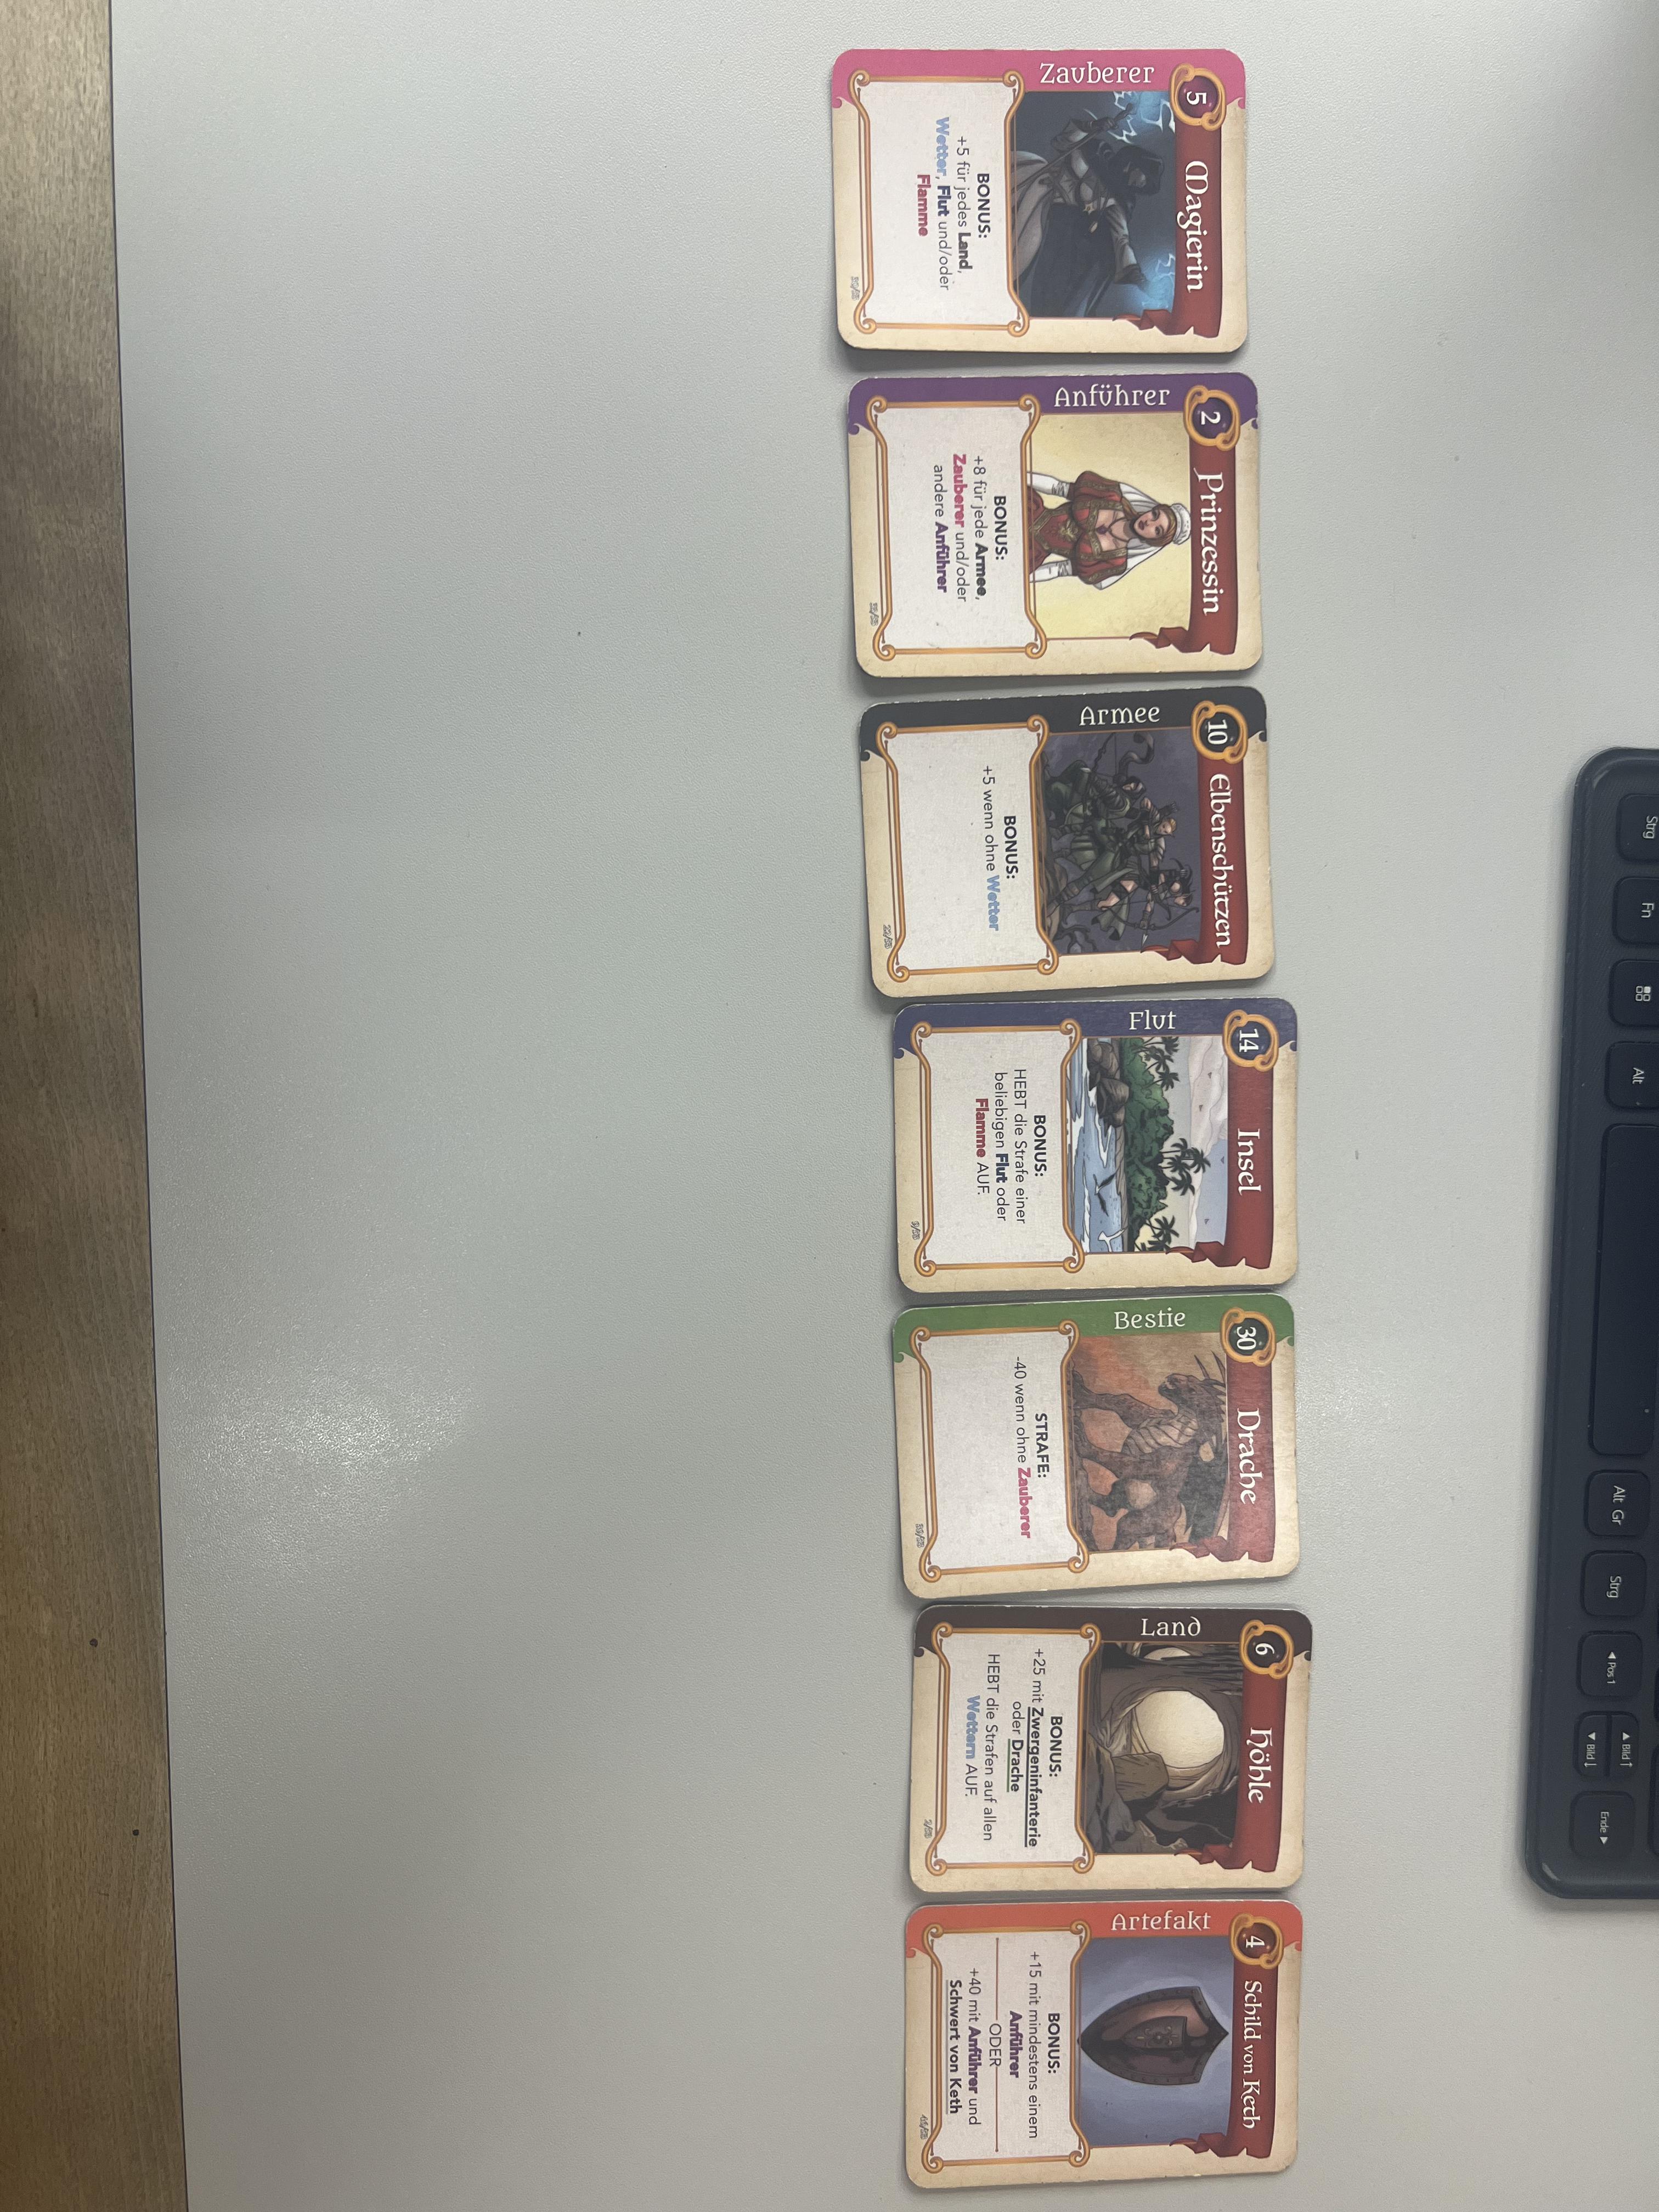 Zauberer
5
Magierin
BONUS:
+5 für jedes Land,
Wetter, Flut und/oder
Flamme
Anführer
2
Prinzessin
BONUS:
+8 für jede Armee,
Zauberer und/oder
andere Anführer
Armee
10
Elbenschützen
BONUS:
+5 wenn ohne Wetter
Flut
14
Insel
BONUS:
HEBT die Strafe einer
beliebigen Flut oder
Flamme AUF.
Bestie
30
Drache
STRAFE:
-40 wenn ohne Zauberer
Land
6
Höhle
BONUS:
+25 mit Zwergeninfanterie
oder Drache
HEBT die Strafen auf allen
Wettern AUF.
Artefakt
4
Schild von Keth
BONUS:
+15 mit mindestens einem
Anführer
ODER
+40 mit Anführer und
Schwert von Keth
Strg
Fn
Alt
Alt Gr
Strg
◄ Pos1
▲ Bild↑
▼ Bild↓
Ende ►